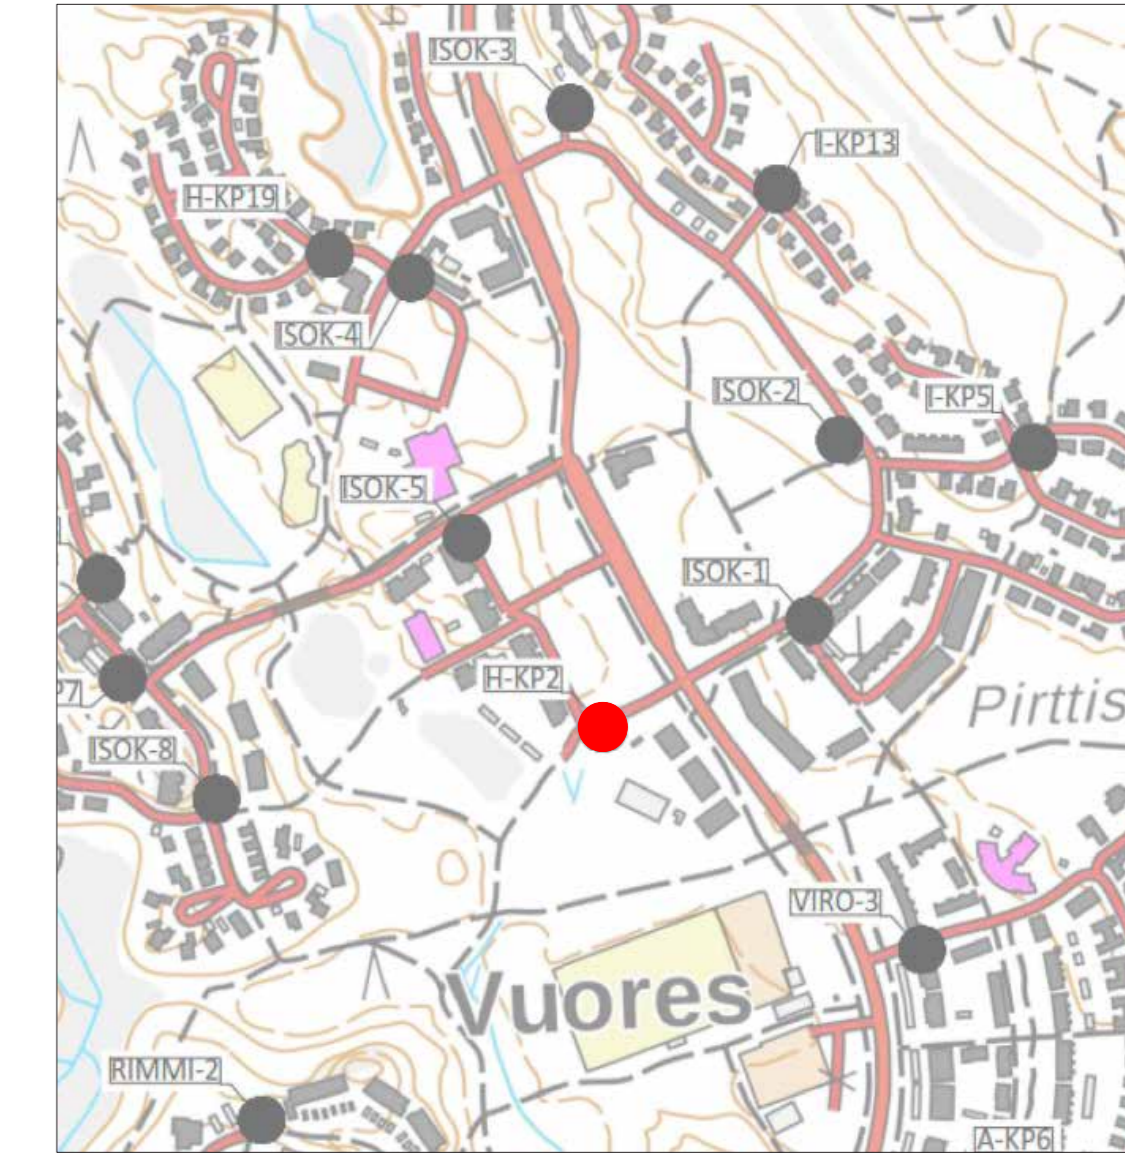 ISOK-3
I-KP13
H-KP19
ISOK-4
ISOK-2
I-KP5
ISOK-5
ISOK-1
H-KP2
P7
Pirttis
ISOK-8
VIRO-3
Vuores
RIMMI-2
A-KP6